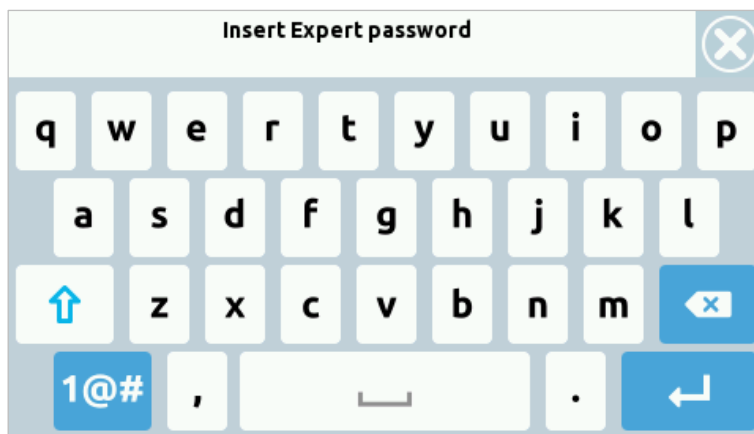 Insert Expert password
q w e r t y u i o p
a s d f g h j k l
z x c v b n m
1@# , .